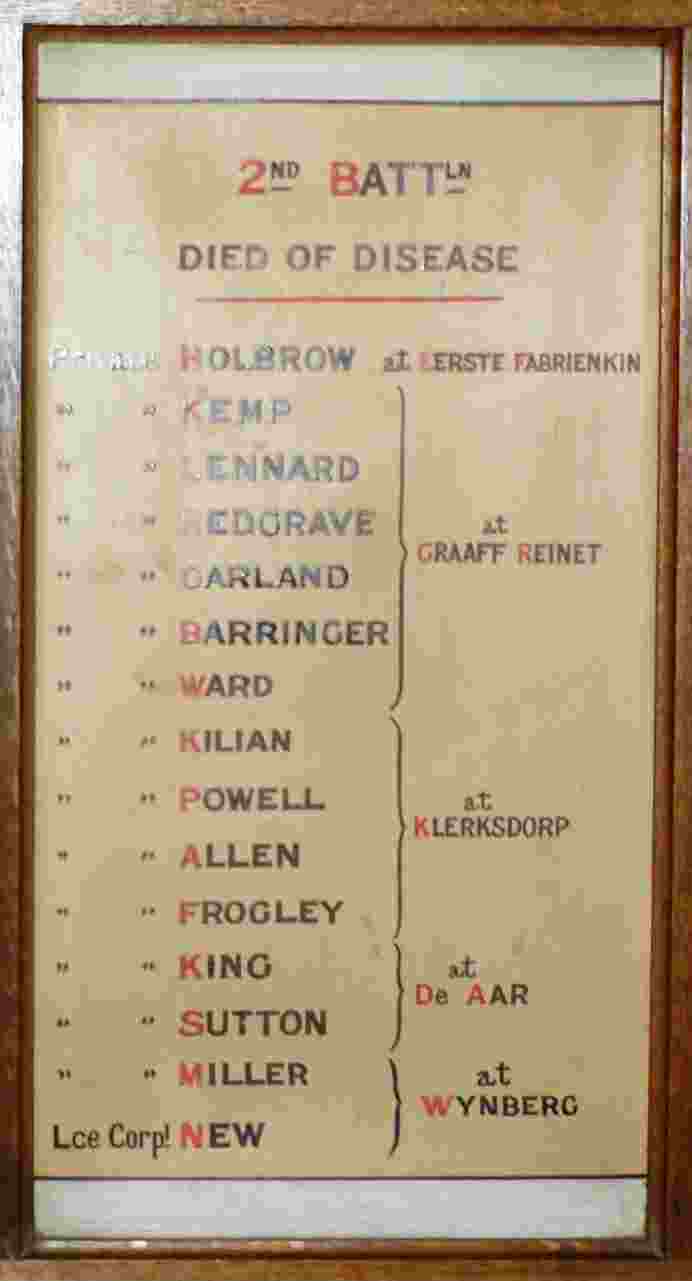 2ND BATTLN
DIED OF DISEASE
Private HOLBROW at EERSTE FABRIENKIN
" " KEMP
" " LENNARD
" " REDGRAVE
at
" " GARLAND
GRAAFF REINET
" " BARRINGER
" " WARD
" " KILIAN
" " POWELL
at
KLERKSDORP
" " ALLEN
" " FROGLEY
" " KING
at
De AAR
" " SUTTON
" " MILLER
at
WYNBERG
Lce Corpl NEW